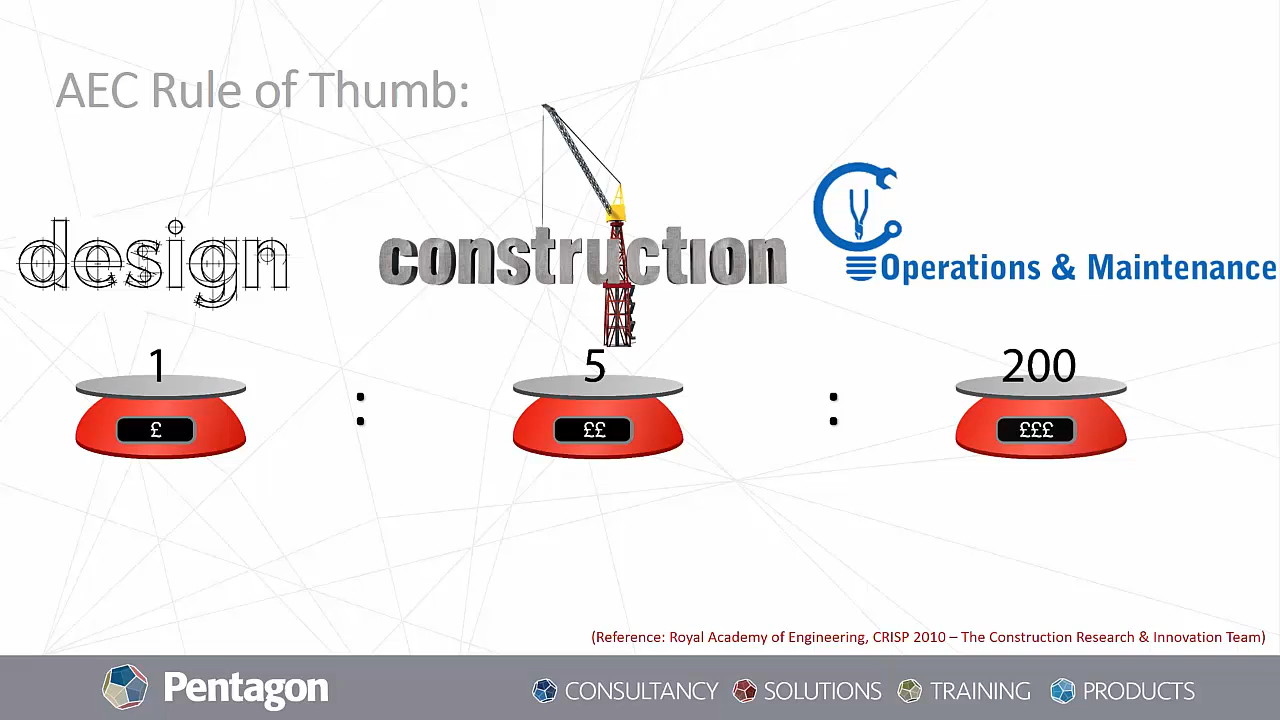 AEC Rule of Thumb:
design
construction
Operations & Maintenance
1 : 5 : 200
£ ££ £££
(Reference: Royal Academy of Engineering, CRISP 2010 – The Construction Research & Innovation Team)
Pentagon CONSULTANCY SOLUTIONS TRAINING PRODUCTS